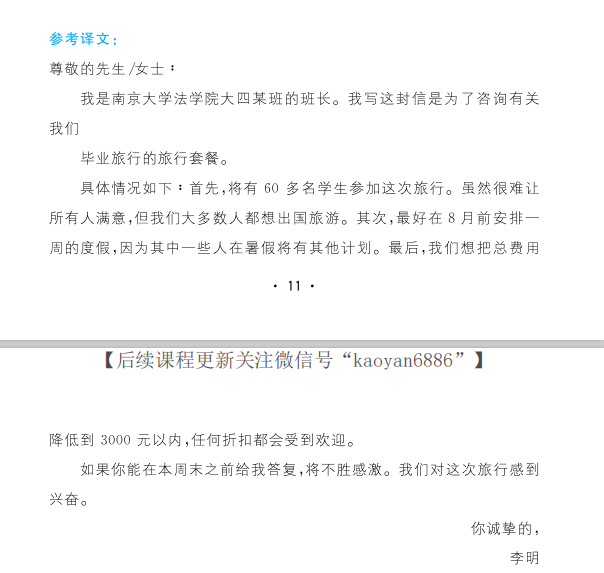 参考译文：
尊敬的先生/女士：
我是南京大学法学院大四某班的班长。我写这封信是为了咨询有关
我们
毕业旅行的旅行套餐。
具体情况如下：首先,将有 60 多名学生参加这次旅行。虽然很难让
所有人满意,但我们大多数人都想出国旅游。其次,最好在 8 月前安排一
周的度假,因为其中一些人在暑假将有其他计划。最后,我们想把总费用
· 11 ·
【后续课程更新关注微信号“kaoyan6886”】
降低到 3000 元以内,任何折扣都会受到欢迎。
如果你能在本周末之前给我答复,将不胜感激。我们对这次旅行感到
兴奋。
你诚挚的,
李明